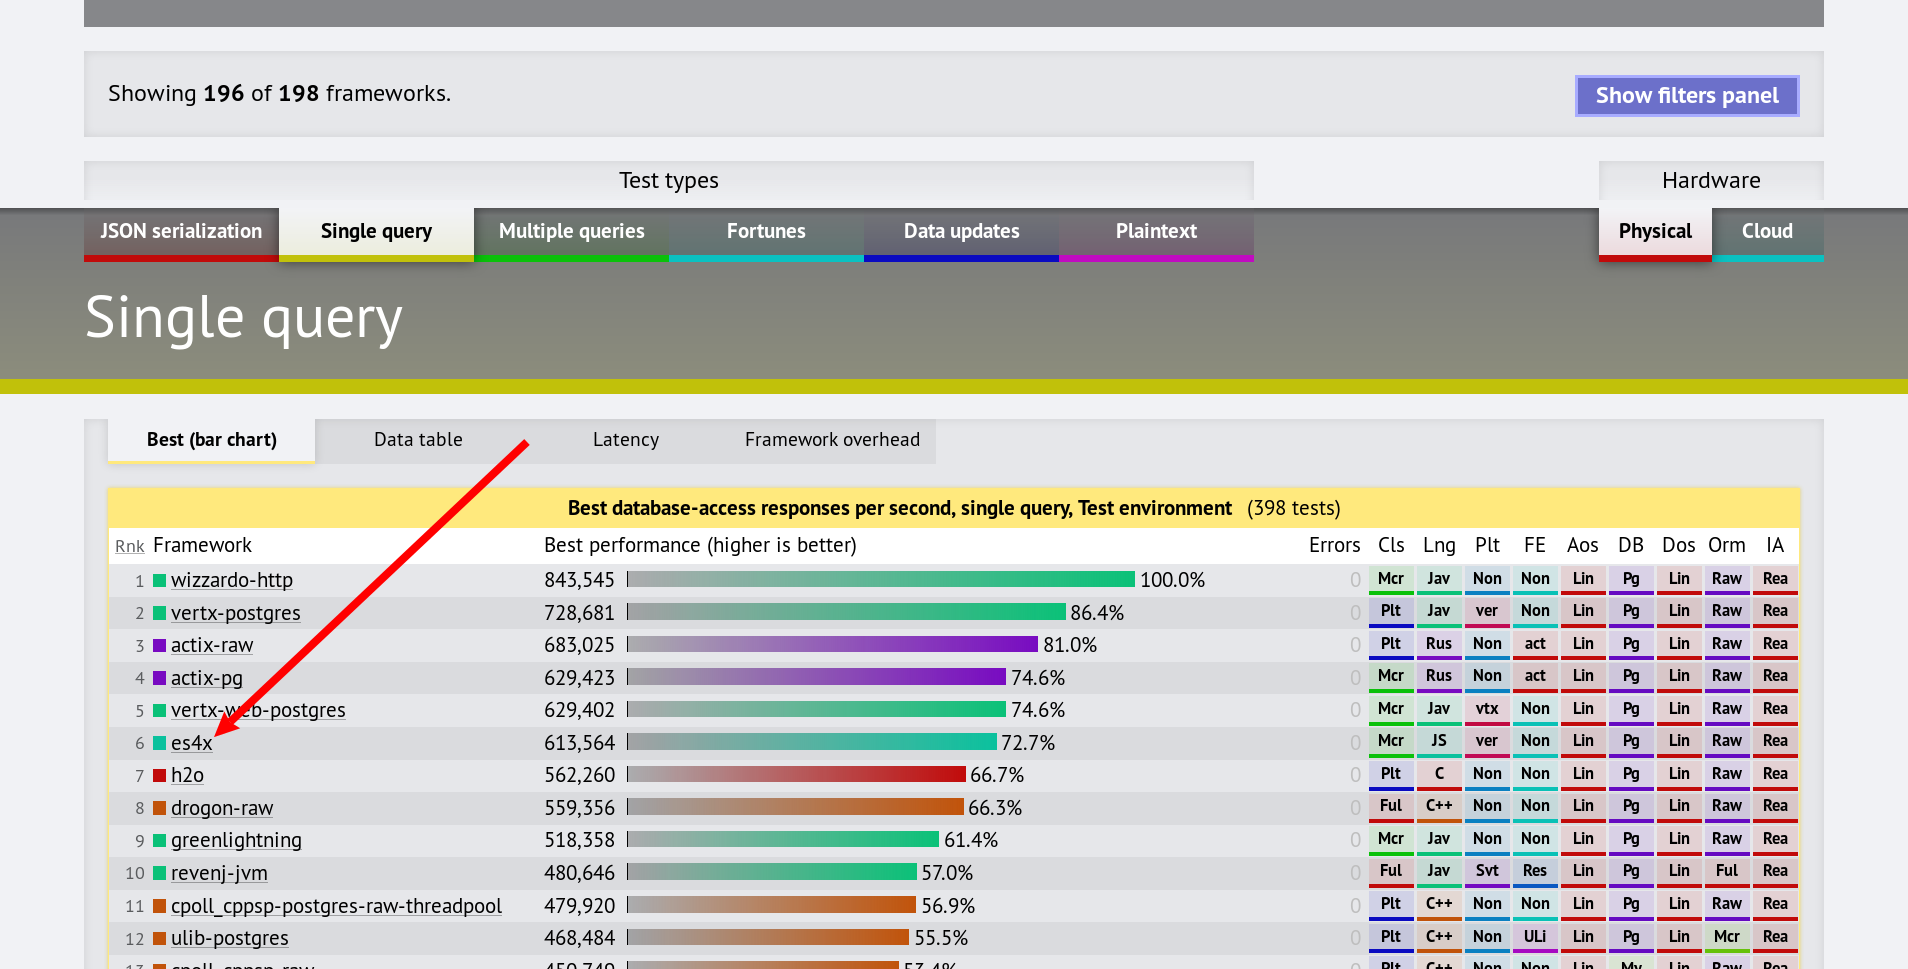 Showing 196 of 198 frameworks.
Show filters panel
Test types
Hardware
JSON serialization Single query Multiple queries Fortunes Data updates Plaintext
Physical Cloud
Single query
Best (bar chart) Data table Latency Framework overhead
Best database-access responses per second, single query, Test environment (398 tests)
Rnk Framework Best performance (higher is better) Errors Cls Lng Plt FE Aos DB Dos Orm IA
1 wizzardo-http 843,545 100.0% 0 Mcr Jav Non Non Lin Pg Lin Raw Rea
2 vertx-postgres 728,681 86.4% 0 Plt Jav ver Non Lin Pg Lin Raw Rea
3 actix-raw 683,025 81.0% 0 Plt Rus Non act Lin Pg Lin Raw Rea
4 actix-pg 629,423 74.6% 0 Mcr Rus Non act Lin Pg Lin Raw Rea
5 vertx-web-postgres 629,402 74.6% 0 Mcr Jav vtx Non Lin Pg Lin Raw Rea
6 es4x 613,564 72.7% 0 Mcr JS ver Non Lin Pg Lin Raw Rea
7 h2o 562,260 66.7% 0 Plt C Non Non Lin Pg Lin Raw Rea
8 drogon-raw 559,356 66.3% 0 Ful C++ Non Non Lin Pg Lin Raw Rea
9 greenlightning 518,358 61.4% 0 Mcr Jav Non Non Lin Pg Lin Raw Rea
10 revenj-jvm 480,646 57.0% 0 Ful Jav Svt Res Lin Pg Lin Ful Rea
11 cpoll_cppsp-postgres-raw-threadpool 479,920 56.9% 0 Plt C++ Non Non Lin Pg Lin Raw Rea
12 ulib-postgres 468,484 55.5% 0 Plt C++ Non ULi Lin Pg Lin Mcr Rea
13 cpoll_cppsp-raw 450,749 53.4% Plt C++ Non Non Lin My Lin Raw Rea